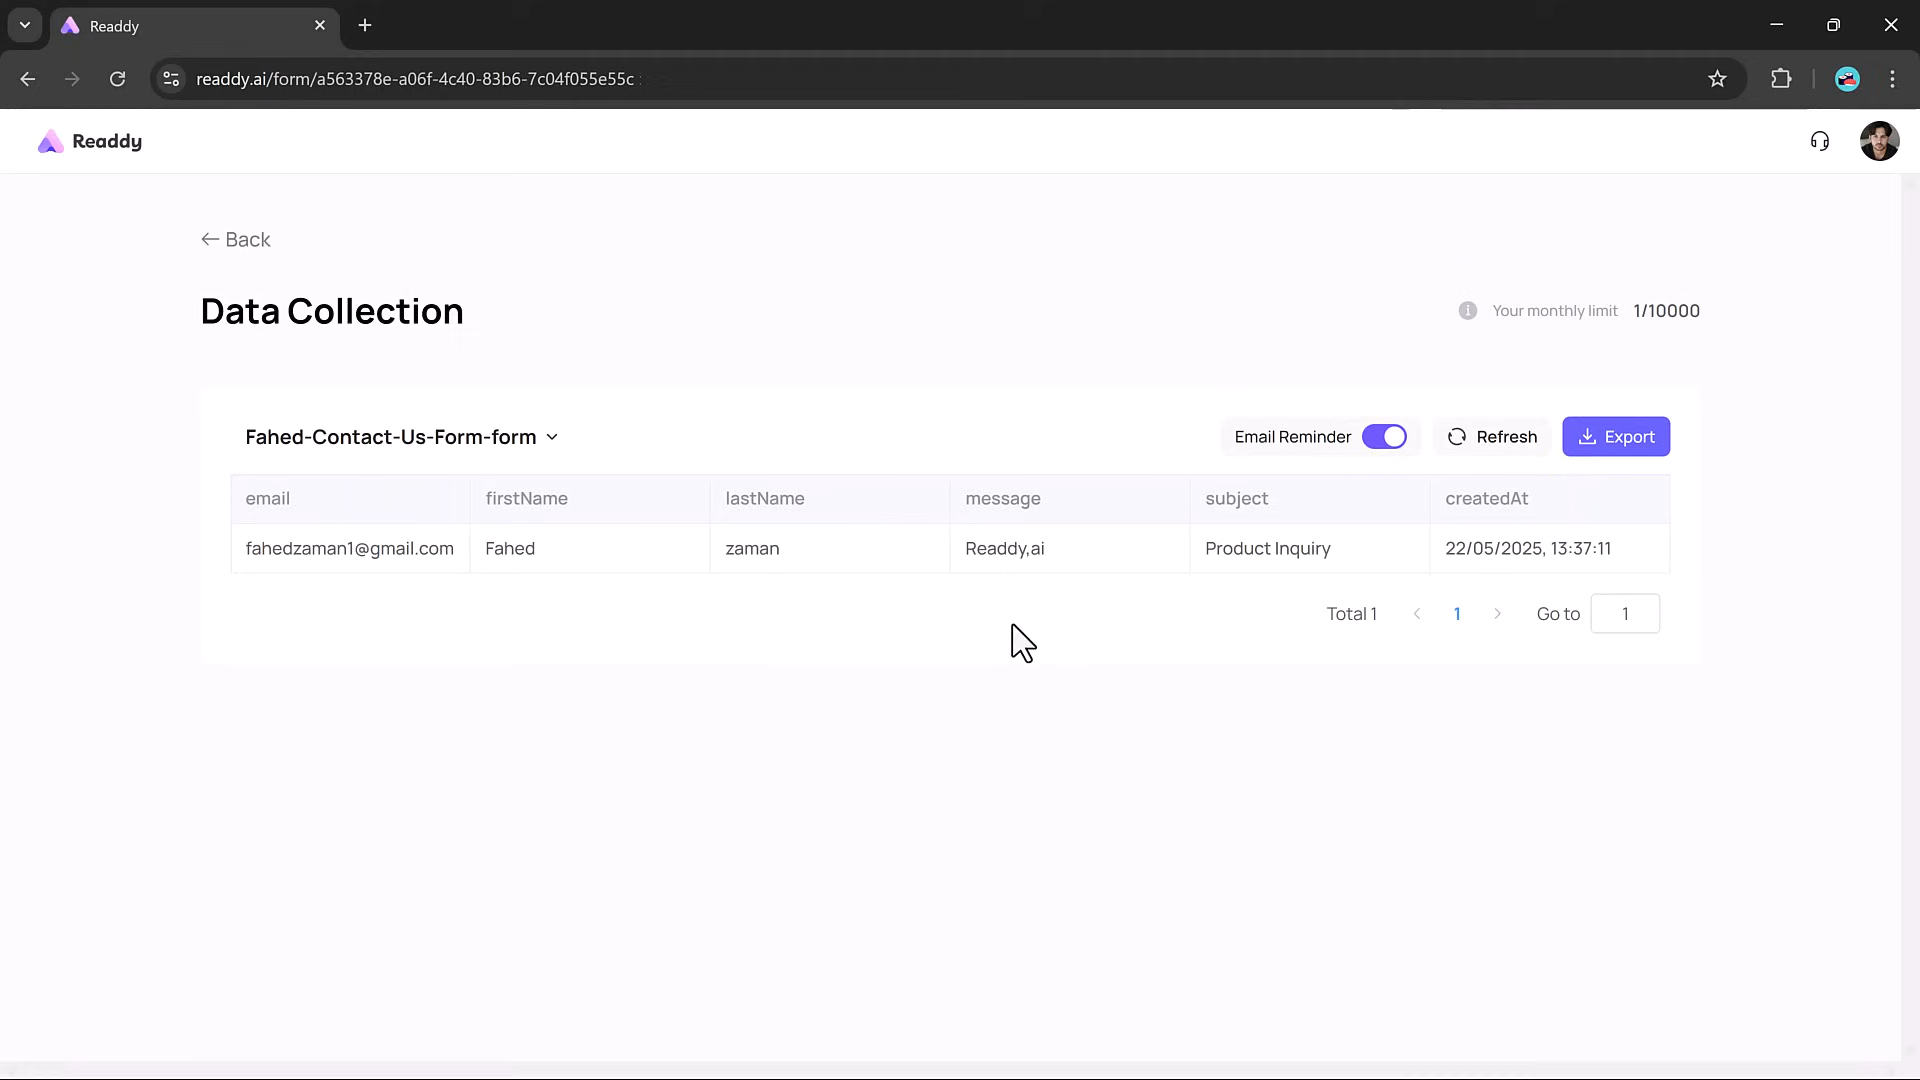 Readdy
readdy.ai/form/a563378e-a06f-4c40-83b6-7c04f055e55c
Readdy
Back
Data Collection
Your monthly limit 1/10000
Fahed-Contact-Us-Form-form
Email Reminder Refresh Export
email firstName lastName message subject createdAt
fahedzaman1@gmail.com Fahed zaman Readdy,ai Product Inquiry 22/05/2025, 13:37:11
Total 1 1 Go to 1